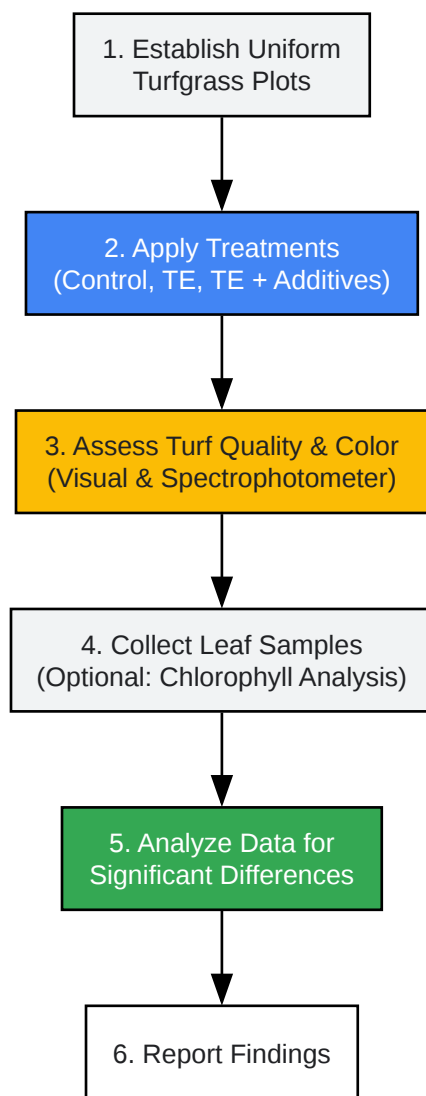 1. Establish Uniform
Turfgrass Plots
2. Apply Treatments
(Control, TE, TE + Additives)
3. Assess Turf Quality & Color
(Visual & Spectrophotometer)
4. Collect Leaf Samples
(Optional: Chlorophyll Analysis)
5. Analyze Data for
Significant Differences
6. Report Findings